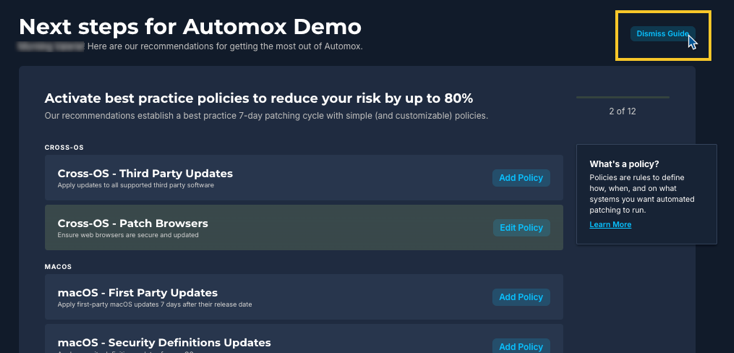 Next steps for Automox Demo
Here are our recommendations for getting the most out of Automox.
Dismiss Guide
Activate best practice policies to reduce your risk by up to 80%
Our recommendations establish a best practice 7-day patching cycle with simple (and customizable) policies.
2 of 12
CROSS-OS
Cross-OS - Third Party Updates
Apply updates to all supported third party software
Add Policy
Cross-OS - Patch Browsers
Ensure web browsers are secure and updated
Edit Policy
What's a policy?
Policies are rules to define
how, when, and on what
systems you want automated
patching to run.
Learn More
MACOS
macOS - First Party Updates
Apply first-party macOS updates 7 days after their release date
Add Policy
macOS - Security Definitions Updates
Add Policy